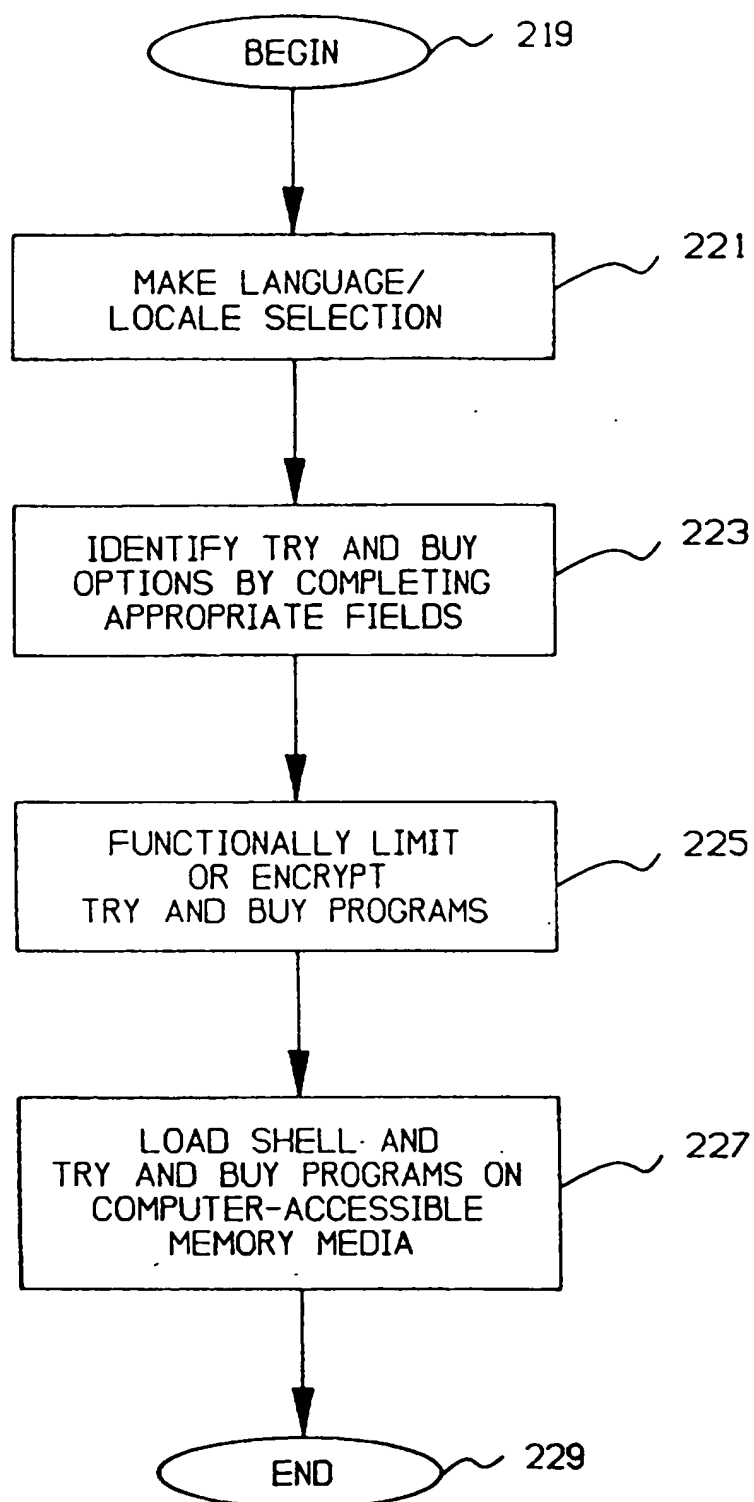 BEGIN
219
MAKE LANGUAGE/
LOCALE SELECTION
221
IDENTIFY TRY AND BUY
OPTIONS BY COMPLETING
APPROPRIATE FIELDS
223
FUNCTIONALLY LIMIT
OR ENCRYPT
TRY AND BUY PROGRAMS
225
LOAD SHELL AND
TRY AND BUY PROGRAMS ON
COMPUTER-ACCESSIBLE
MEMORY MEDIA
227
END
229